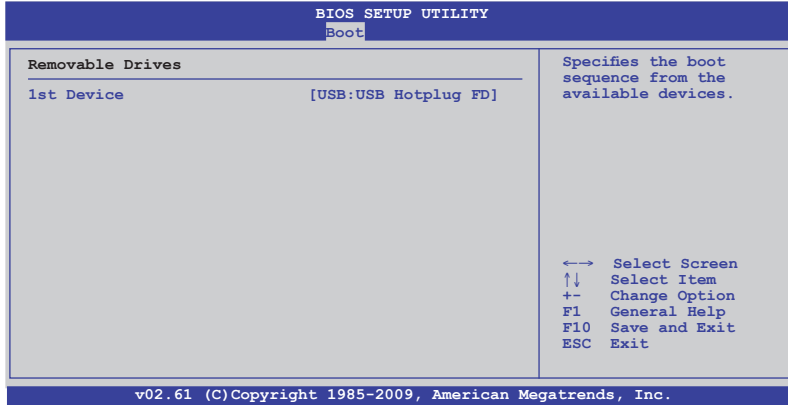 BIOS SETUP UTILITY
Boot
Removable Drives
1st Device [USB:USB Hotplug FD]
Specifies the boot
sequence from the
available devices.
←→ Select Screen
↑↓ Select Item
+- Change Option
F1 General Help
F10 Save and Exit
ESC Exit
v02.61 (C)Copyright 1985-2009, American Megatrends, Inc.